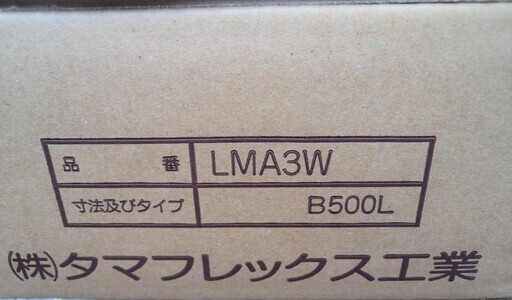 品 番 LMA3W
寸法及びタイプ B500L
㈱タマフレックス工業